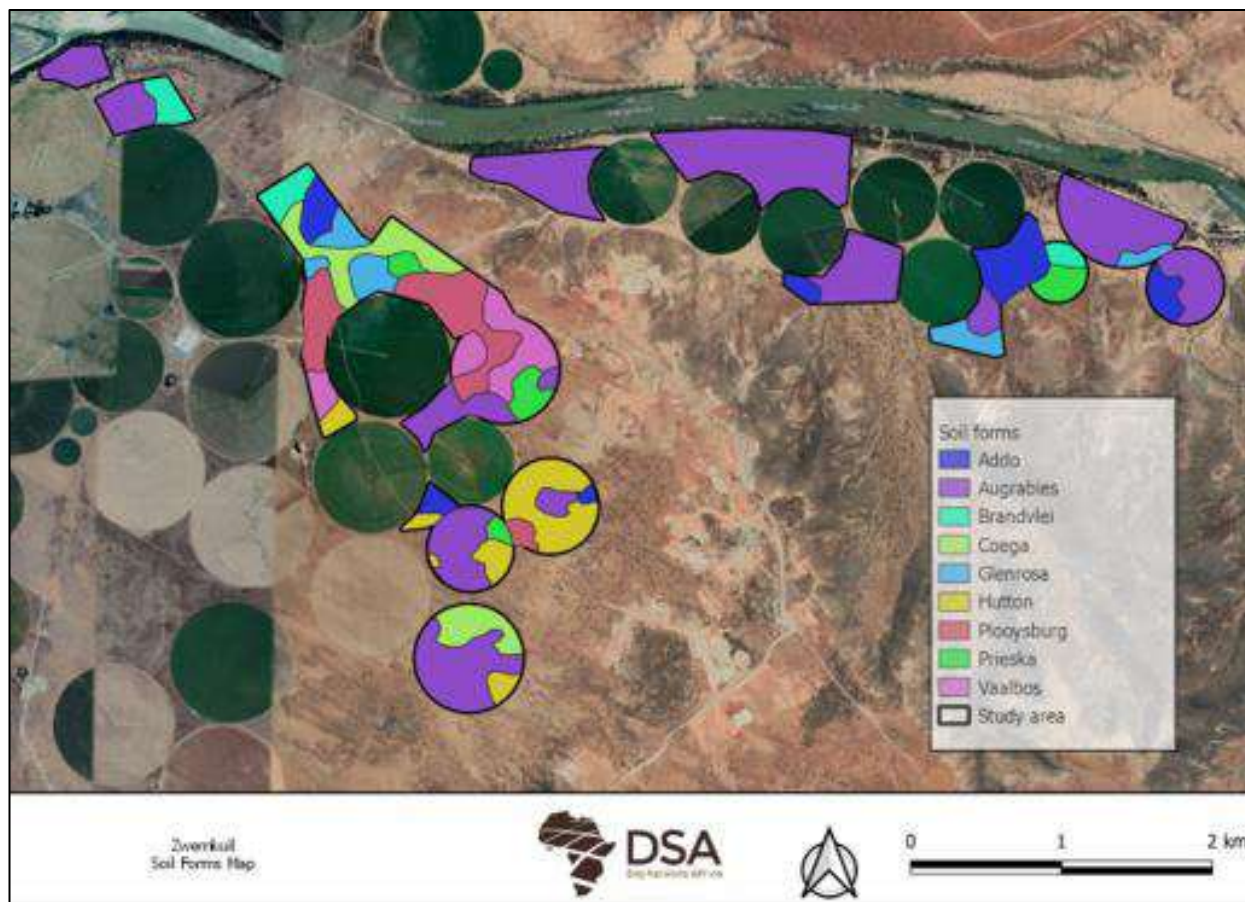 Soil forms
Addo
Augrabies
Brandvlei
Coega
Glenrosa
Hutton
Plooysburg
Prieska
Vaalbos
Study area
Zwemkuil
Soil Forms Map
DSA
0 1 2 km